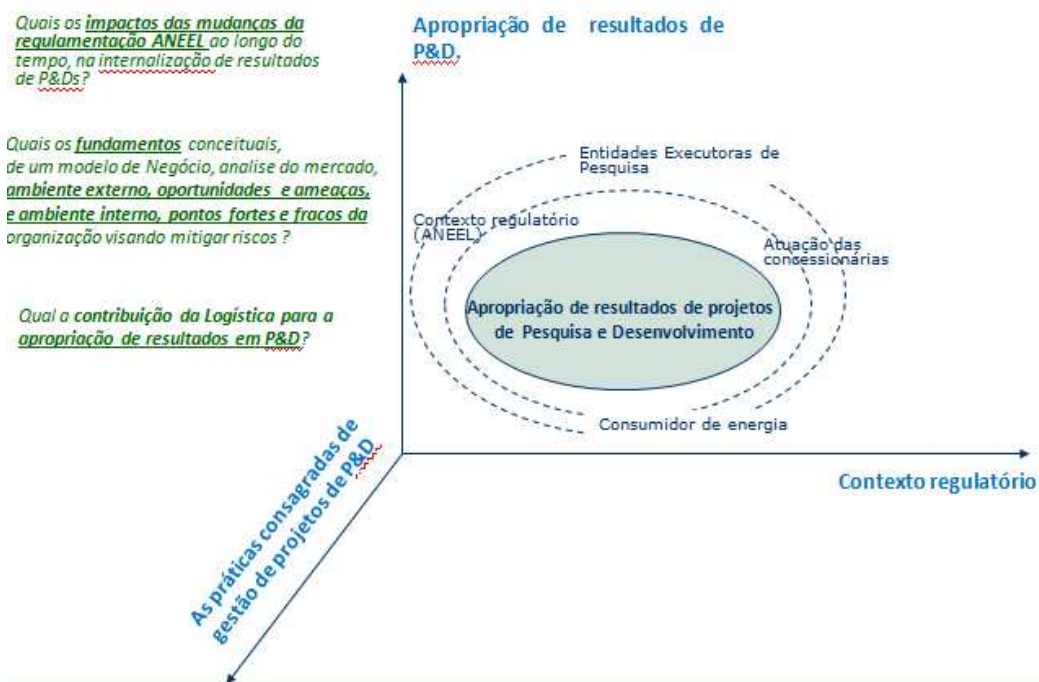 Quais os impactos das mudanças da
regulamentação ANEEL ao longo do
tempo, na internalização de resultados
de P&Ds?
Quais os fundamentos conceituais,
de um modelo de Negócio, analise do mercado,
ambiente externo, oportunidades e ameaças,
e ambiente interno, pontos fortes e fracos da
organização visando mitigar riscos ?
Qual a contribuição da Logística para a
apropriação de resultados em P&D?
Apropriação de resultados de
P&D.
Entidades Executoras de
Pesquisa
Contexto regulatório
(ANEEL)
Atuação das
concessionárias
Apropriação de resultados de projetos
de Pesquisa e Desenvolvimento
Consumidor de energia
Contexto regulatório
As práticas consagradas de
gestão de projetos de P&D